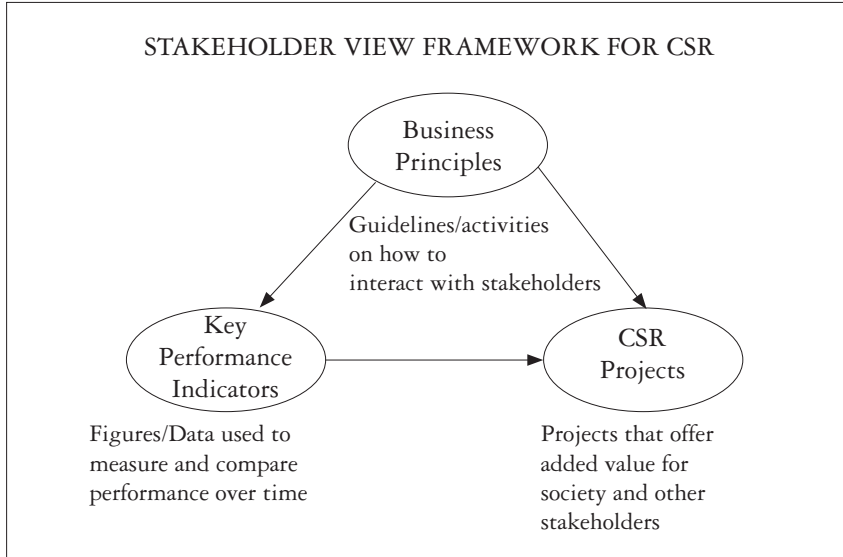 STAKEHOLDER VIEW FRAMEWORK FOR CSR
Business
Principles
Guidelines/activities
on how to
interact with stakeholders
Key
Performance
Indicators
CSR
Projects
Figures/Data used to
measure and compare
performance over time
Projects that offer
added value for
society and other
stakeholders